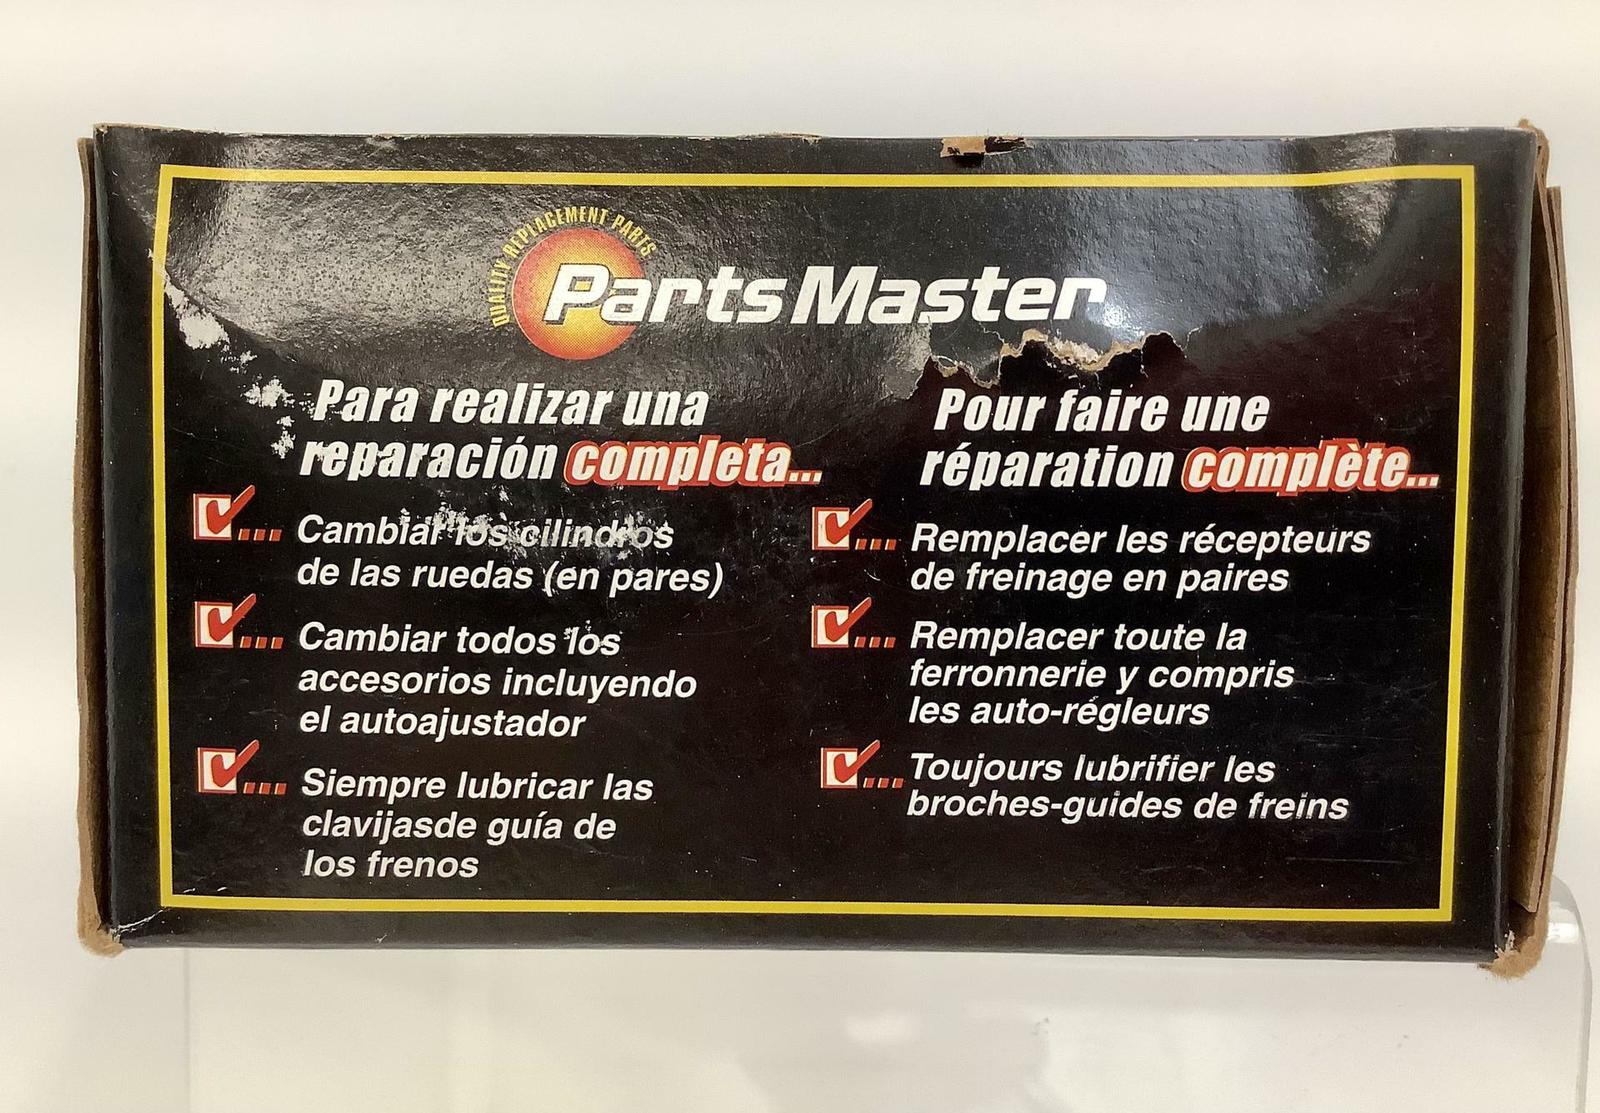 QUALITY REPLACEMENT PARTS
Parts Master
Para realizar una
reparación completa...
Cambiar los cilindros
de las ruedas (en pares)
Cambiar todos los
accesorios incluyendo
el autoajustador
Siempre lubricar las
clavijasde guía de
los frenos
Pour faire une
réparation complète...
Remplacer les récepteurs
de freinage en paires
Remplacer toute la
ferronnerie y compris
les auto-régleurs
Toujours lubrifier les
broches-guides de freins